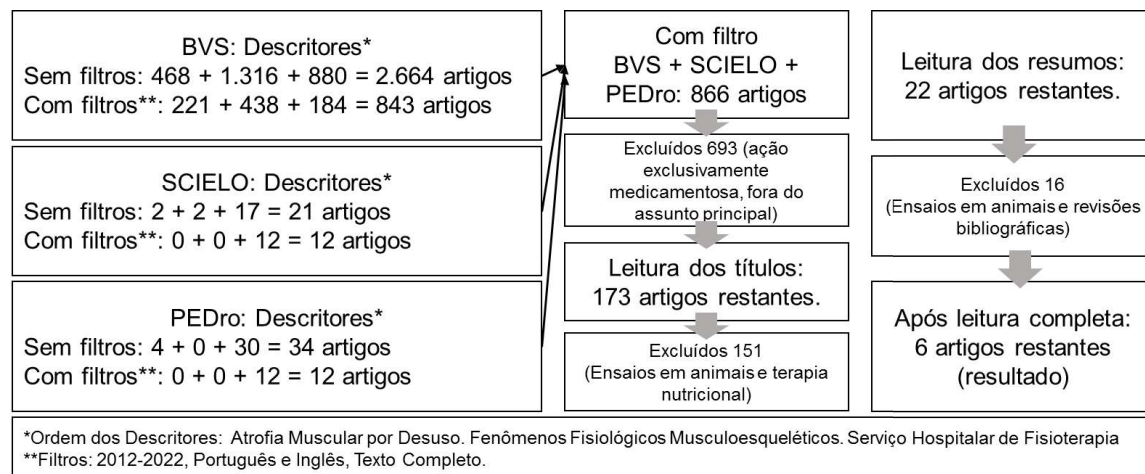 BVS: Descritores*
Sem filtros: 468 + 1.316 + 880 = 2.664 artigos
Com filtros**: 221 + 438 + 184 = 843 artigos
SCIELO: Descritores*
Sem filtros: 2 + 2 + 17 = 21 artigos
Com filtros**: 0 + 0 + 12 = 12 artigos
PEDro: Descritores*
Sem filtros: 4 + 0 + 30 = 34 artigos
Com filtros**: 0 + 0 + 12 = 12 artigos
Com filtro
BVS + SCIELO +
PEDro: 866 artigos
Excluídos 693 (ação
exclusivamente
medicamentosa, fora do
assunto principal)
Leitura dos títulos:
173 artigos restantes.
Excluídos 151
(Ensaios em animais e terapia
nutricional)
Leitura dos resumos:
22 artigos restantes.
Excluídos 16
(Ensaios em animais e revisões
bibliográficas)
Após leitura completa:
6 artigos restantes
(resultado)
*Ordem dos Descritores: Atrofia Muscular por Desuso. Fenômenos Fisiológicos Musculoesqueléticos. Serviço Hospitalar de Fisioterapia
**Filtros: 2012-2022, Português e Inglês, Texto Completo.